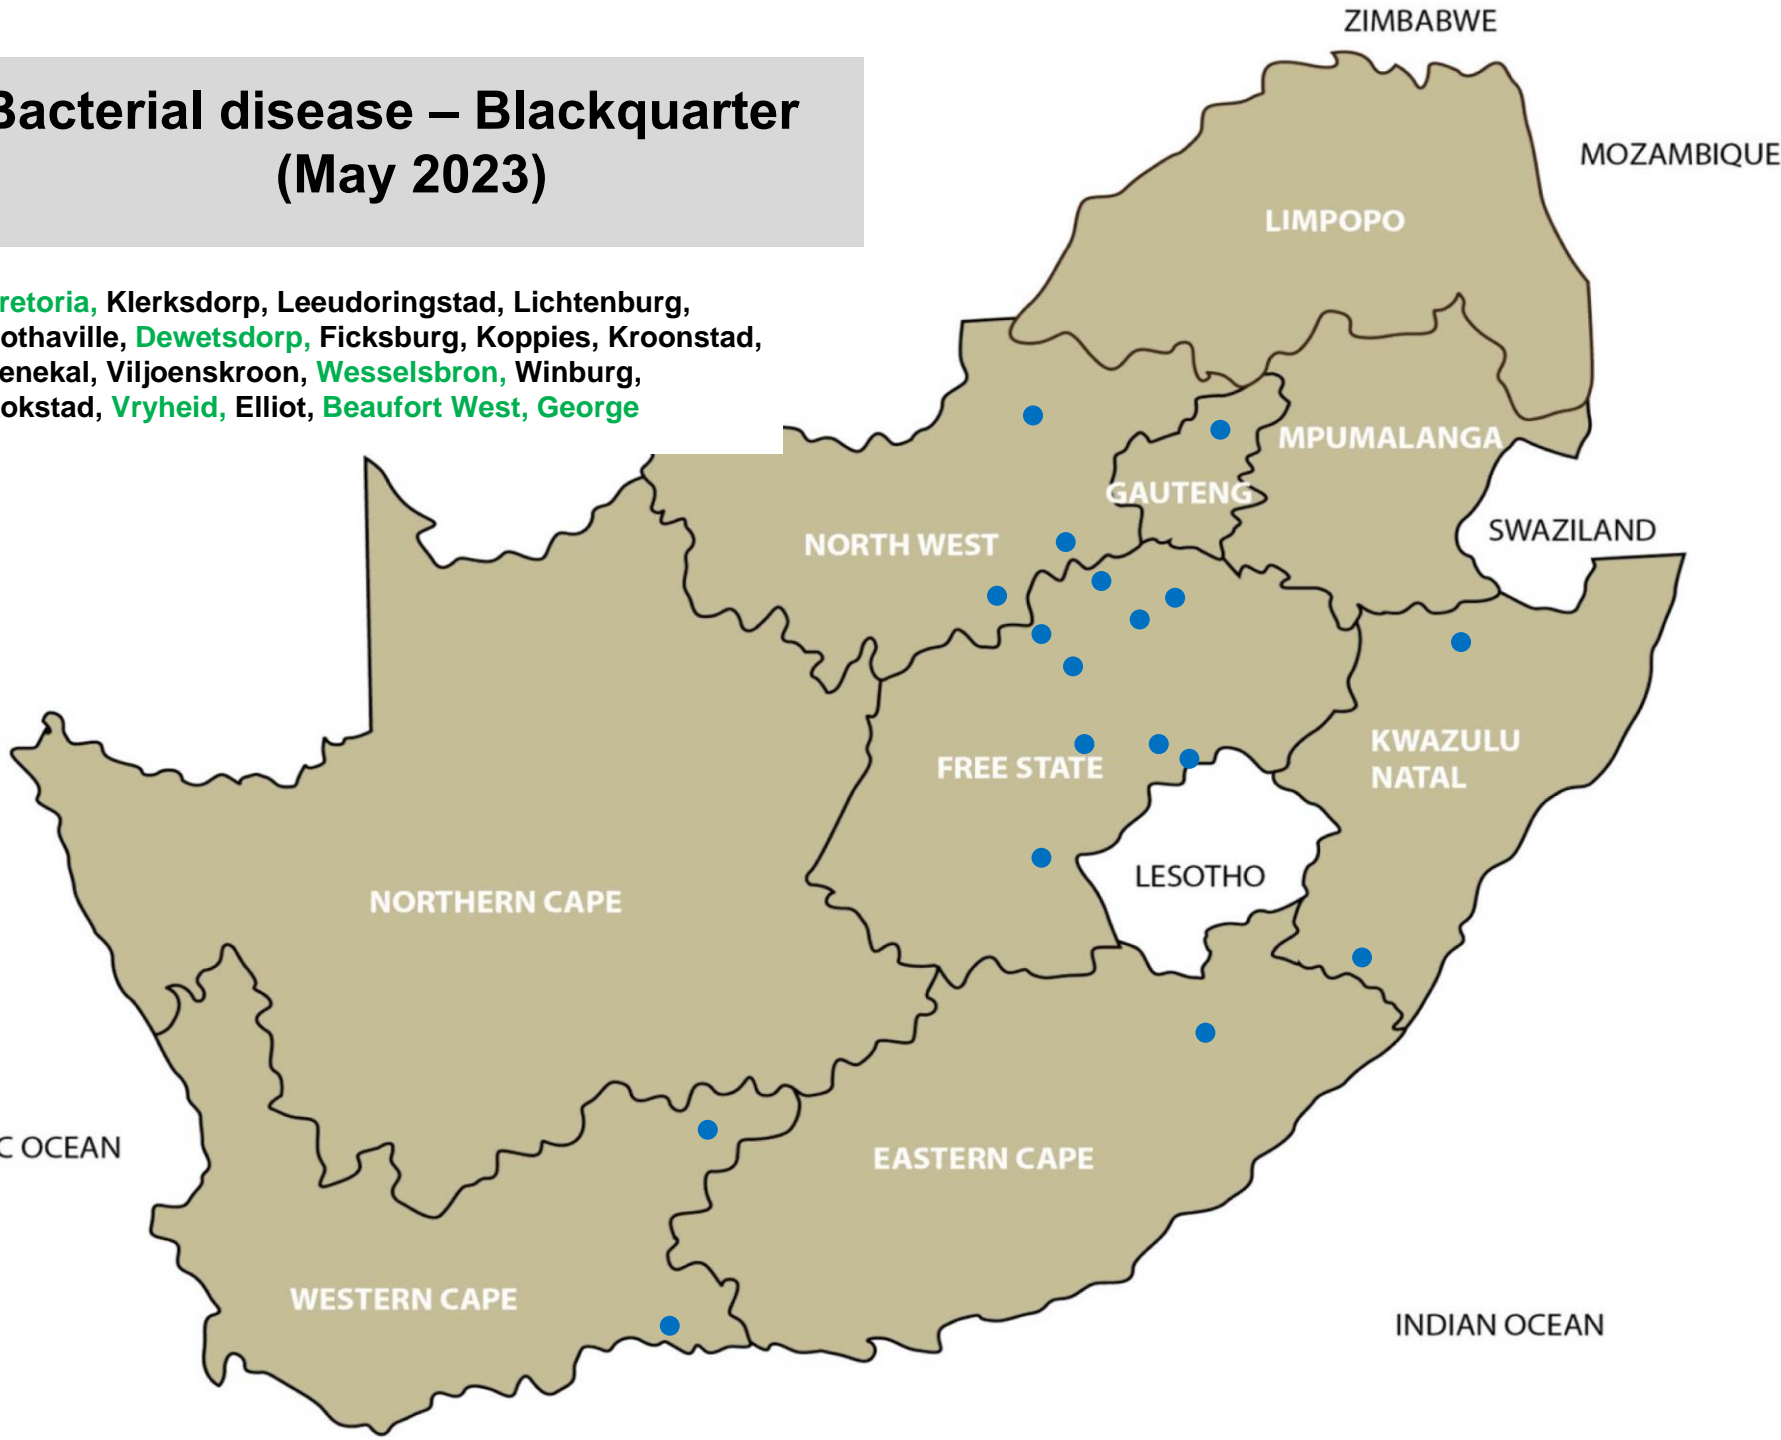 ZIMBABWE
Bacterial disease – Blackquarter
(May 2023)
MOZAMBIQUE
LIMPOPO
retoria, Klerksdorp, Leeudoringstad, Lichtenburg,
othaville, Dewetsdorp, Ficksburg, Koppies, Kroonstad,
enekal, Viljoenskroon, Wesselsbron, Winburg,
okstad, Vryheid, Elliot, Beaufort West, George
MPUMALANGA
GAUTENG
SWAZILAND
NORTH WEST
KWAZULU
NATAL
FREE STATE
LESOTHO
NORTHERN CAPE
C OCEAN
EASTERN CAPE
WESTERN CAPE
INDIAN OCEAN